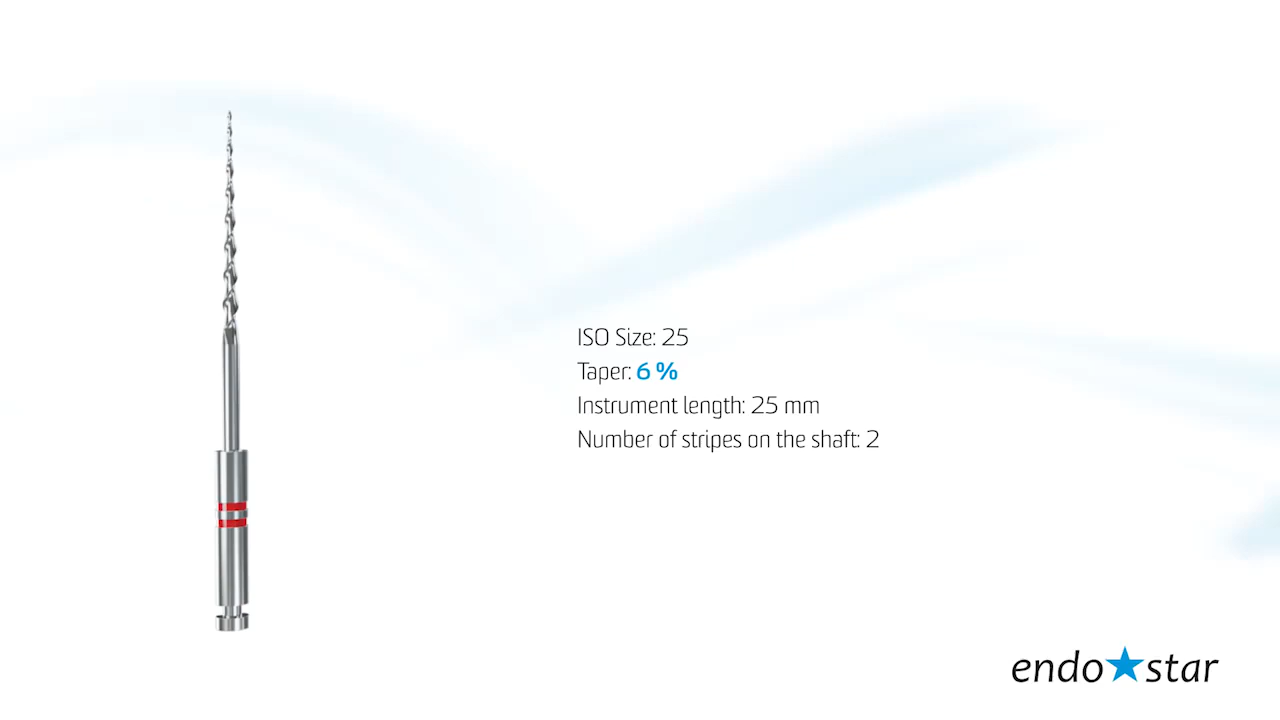 ISO Size: 25
Taper: 6 %
Instrument length: 25 mm
Number of stripes on the shaft: 2
endo★star